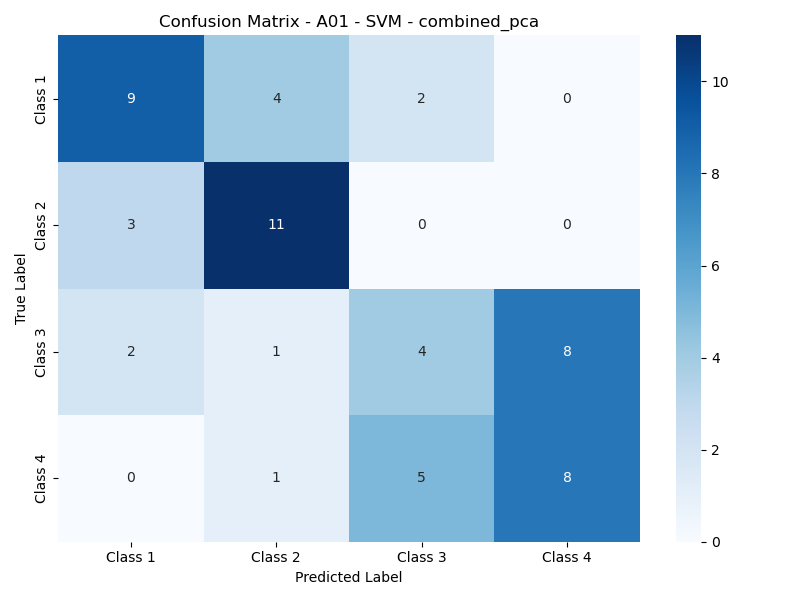 Confusion Matrix - A01 - SVM - combined_pca
True Label
Class 1
9 4 2 0
Class 2
3 11 0 0
Class 3
2 1 4 8
Class 4
0 1 5 8
Class 1 Class 2 Class 3 Class 4
Predicted Label
10
8
6
4
2
0